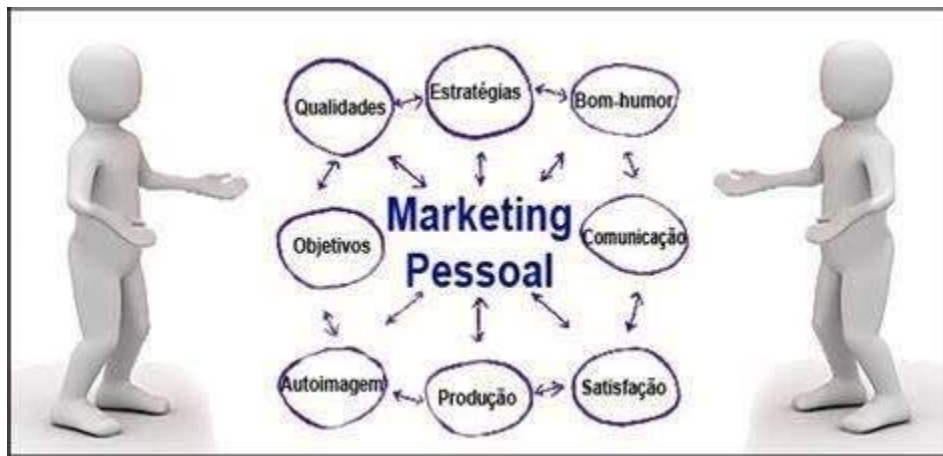 Qualidades
Estratégias
Bom-humor
Objetivos
Marketing
Pessoal
Comunicação
Autoimagem
Produção
Satisfação